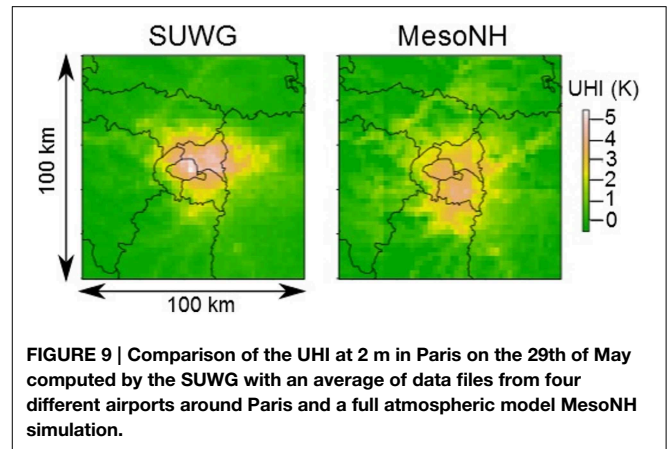 SUWG
MesoNH
100 km
UHI (K)
5
4
3
2
1
0
100 km
FIGURE 9 | Comparison of the UHI at 2 m in Paris on the 29th of May
computed by the SUWG with an average of data files from four
different airports around Paris and a full atmospheric model MesoNH
simulation.